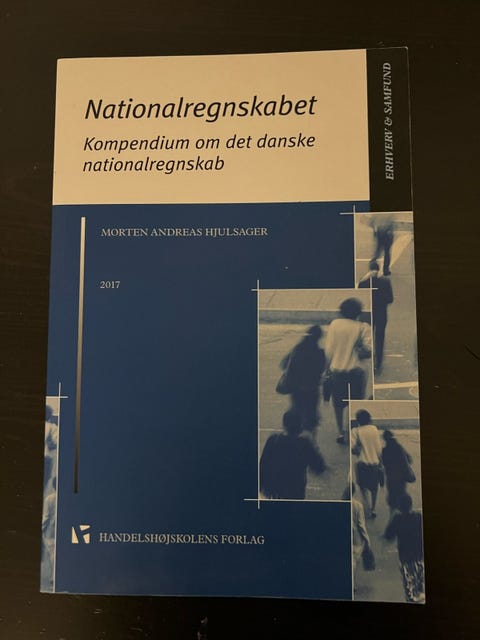 Nationalregnskabet
Kompendium om det danske
nationalregnskab
ERHVERV & SAMFUND
MORTEN ANDREAS HJULSAGER
2017
HANDELSHØJSKOLENS FORLAG